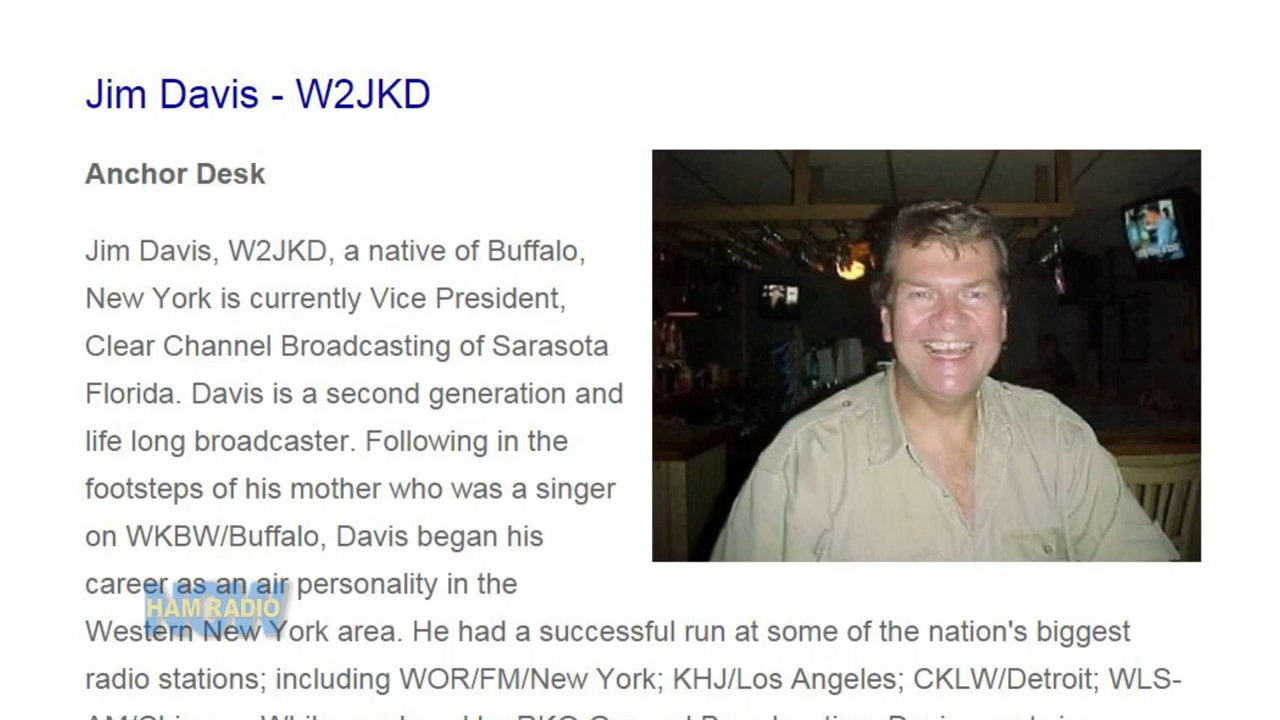 Jim Davis - W2JKD
Anchor Desk
Jim Davis, W2JKD, a native of Buffalo,
New York is currently Vice President,
Clear Channel Broadcasting of Sarasota
Florida. Davis is a second generation and
life long broadcaster. Following in the
footsteps of his mother who was a singer
on WKBW/Buffalo, Davis began his
career as an air personality in the
Western New York area. He had a successful run at some of the nation's biggest
radio stations; including WOR/FM/New York; KHJ/Los Angeles; CKLW/Detroit; WLS-
NOW
HAM RADIO